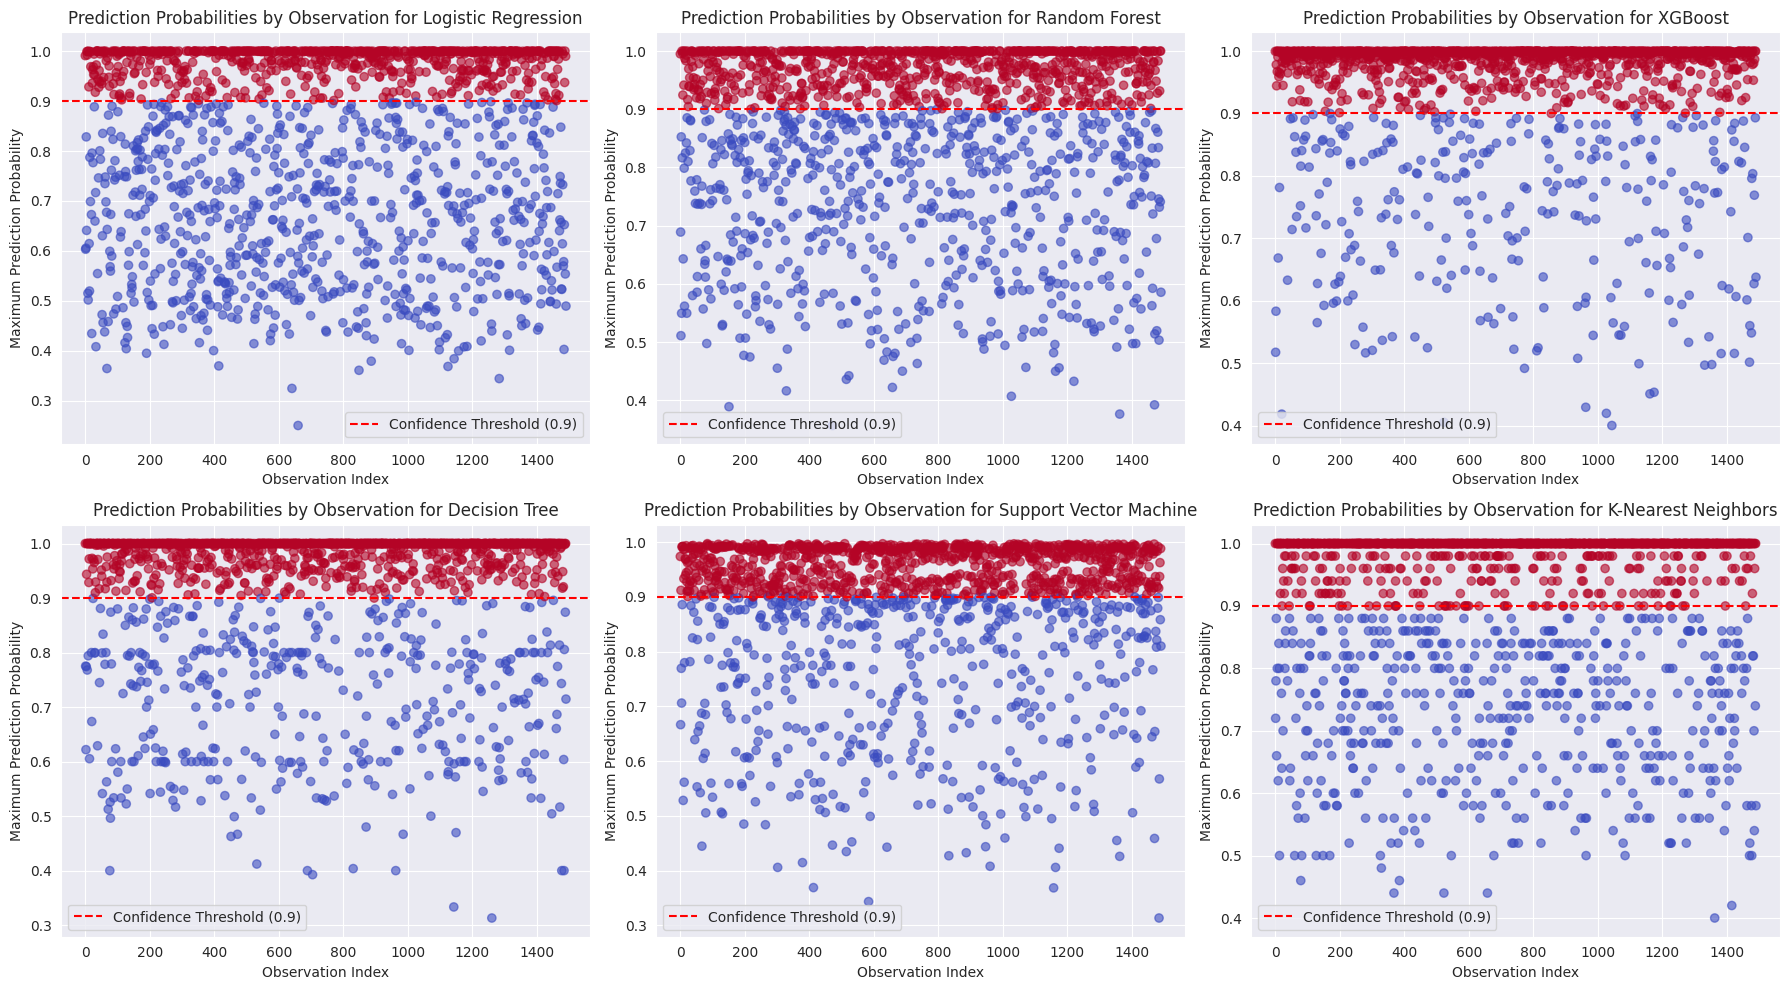 Prediction Probabilities by Observation for Logistic Regression
Maximum Prediction Probability
1.0
0.9
0.8
0.7
0.6
0.5
0.4
0.3
Confidence Threshold (0.9)
0 200 400 600 800 1000 1200 1400
Observation Index
Prediction Probabilities by Observation for Random Forest
Maximum Prediction Probability
1.0
0.9
0.8
0.7
0.6
0.5
0.4
Confidence Threshold (0.9)
0 200 400 600 800 1000 1200 1400
Observation Index
Prediction Probabilities by Observation for XGBoost
Maximum Prediction Probability
1.0
0.9
0.8
0.7
0.6
0.5
0.4
Confidence Threshold (0.9)
0 200 400 600 800 1000 1200 1400
Observation Index
Prediction Probabilities by Observation for Decision Tree
Maximum Prediction Probability
1.0
0.9
0.8
0.7
0.6
0.5
0.4
0.3
Confidence Threshold (0.9)
0 200 400 600 800 1000 1200 1400
Observation Index
Prediction Probabilities by Observation for Support Vector Machine
Maximum Prediction Probability
1.0
0.9
0.8
0.7
0.6
0.5
0.4
0.3
Confidence Threshold (0.9)
0 200 400 600 800 1000 1200 1400
Observation Index
Prediction Probabilities by Observation for K-Nearest Neighbors
Maximum Prediction Probability
1.0
0.9
0.8
0.7
0.6
0.5
0.4
Confidence Threshold (0.9)
0 200 400 600 800 1000 1200 1400
Observation Index